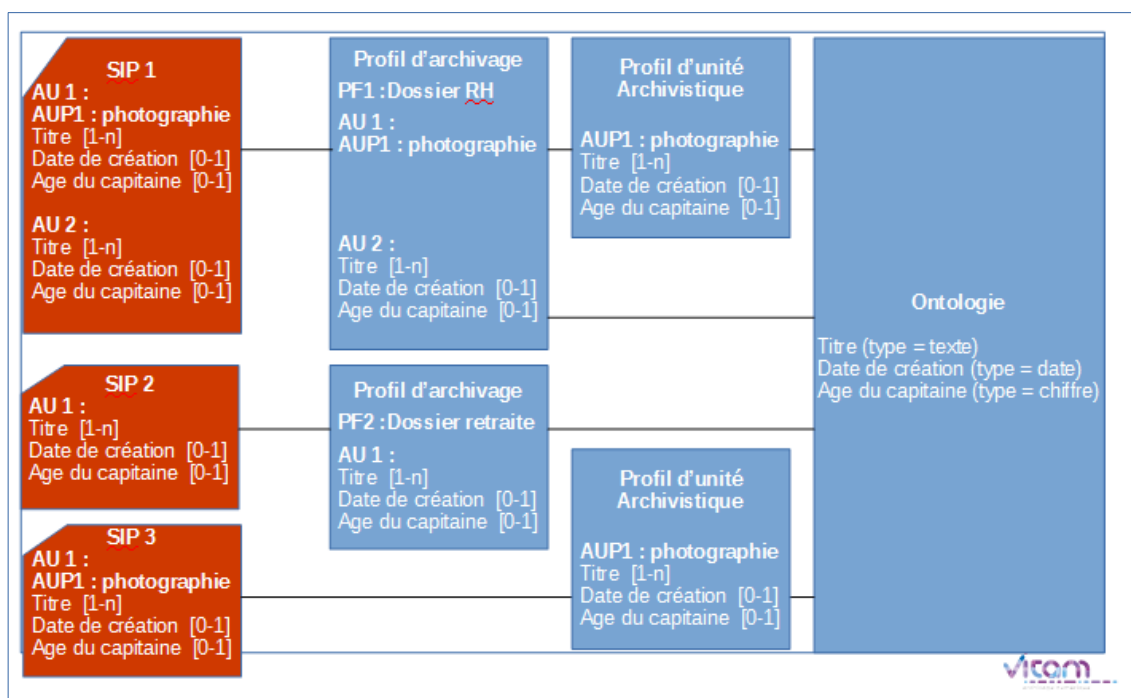 SIP 1
AU 1 :
AUP1 : photographie
Titre [1-n]
Date de création [0-1]
Age du capitaine [0-1]
AU 2 :
Titre [1-n]
Date de création [0-1]
Age du capitaine [0-1]
Profil d'archivage
PF1 :Dossier RH
AU 1 :
AUP1 : photographie
AU 2 :
Titre [1-n]
Date de création [0-1]
Age du capitaine [0-1]
Profil d'unité
Archivistique
AUP1 : photographie
Titre [1-n]
Date de création [0-1]
Age du capitaine [0-1]
Ontologie
Titre (type = texte)
Date de création (type = date)
Age du capitaine (type = chiffre)
SIP 2
AU 1 :
Titre [1-n]
Date de création [0-1]
Age du capitaine [0-1]
Profil d'archivage
PF2 :Dossier retraite
AU 1 :
Titre [1-n]
Date de création [0-1]
Age du capitaine [0-1]
SIP 3
AU 1 :
AUP1 : photographie
Titre [1-n]
Date de création [0-1]
Age du capitaine [0-1]
Profil d'unité
Archivistique
AUP1 : photographie
Titre [1-n]
Date de création [0-1]
Age du capitaine [0-1]
vitam